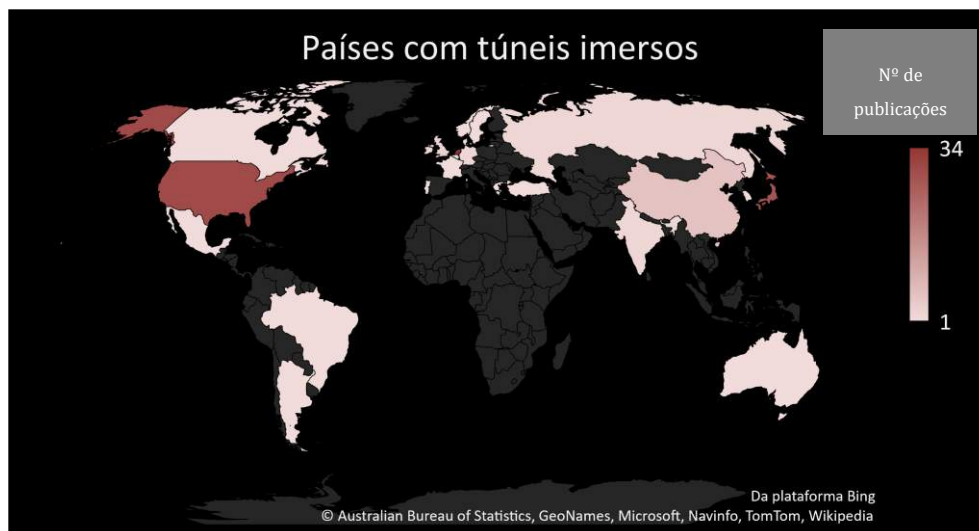 Países com túneis imersos
Nº de
publicações
34
1
Da plataforma Bing
© Australian Bureau of Statistics, GeoNames, Microsoft, Navinfo, TomTom, Wikipedia